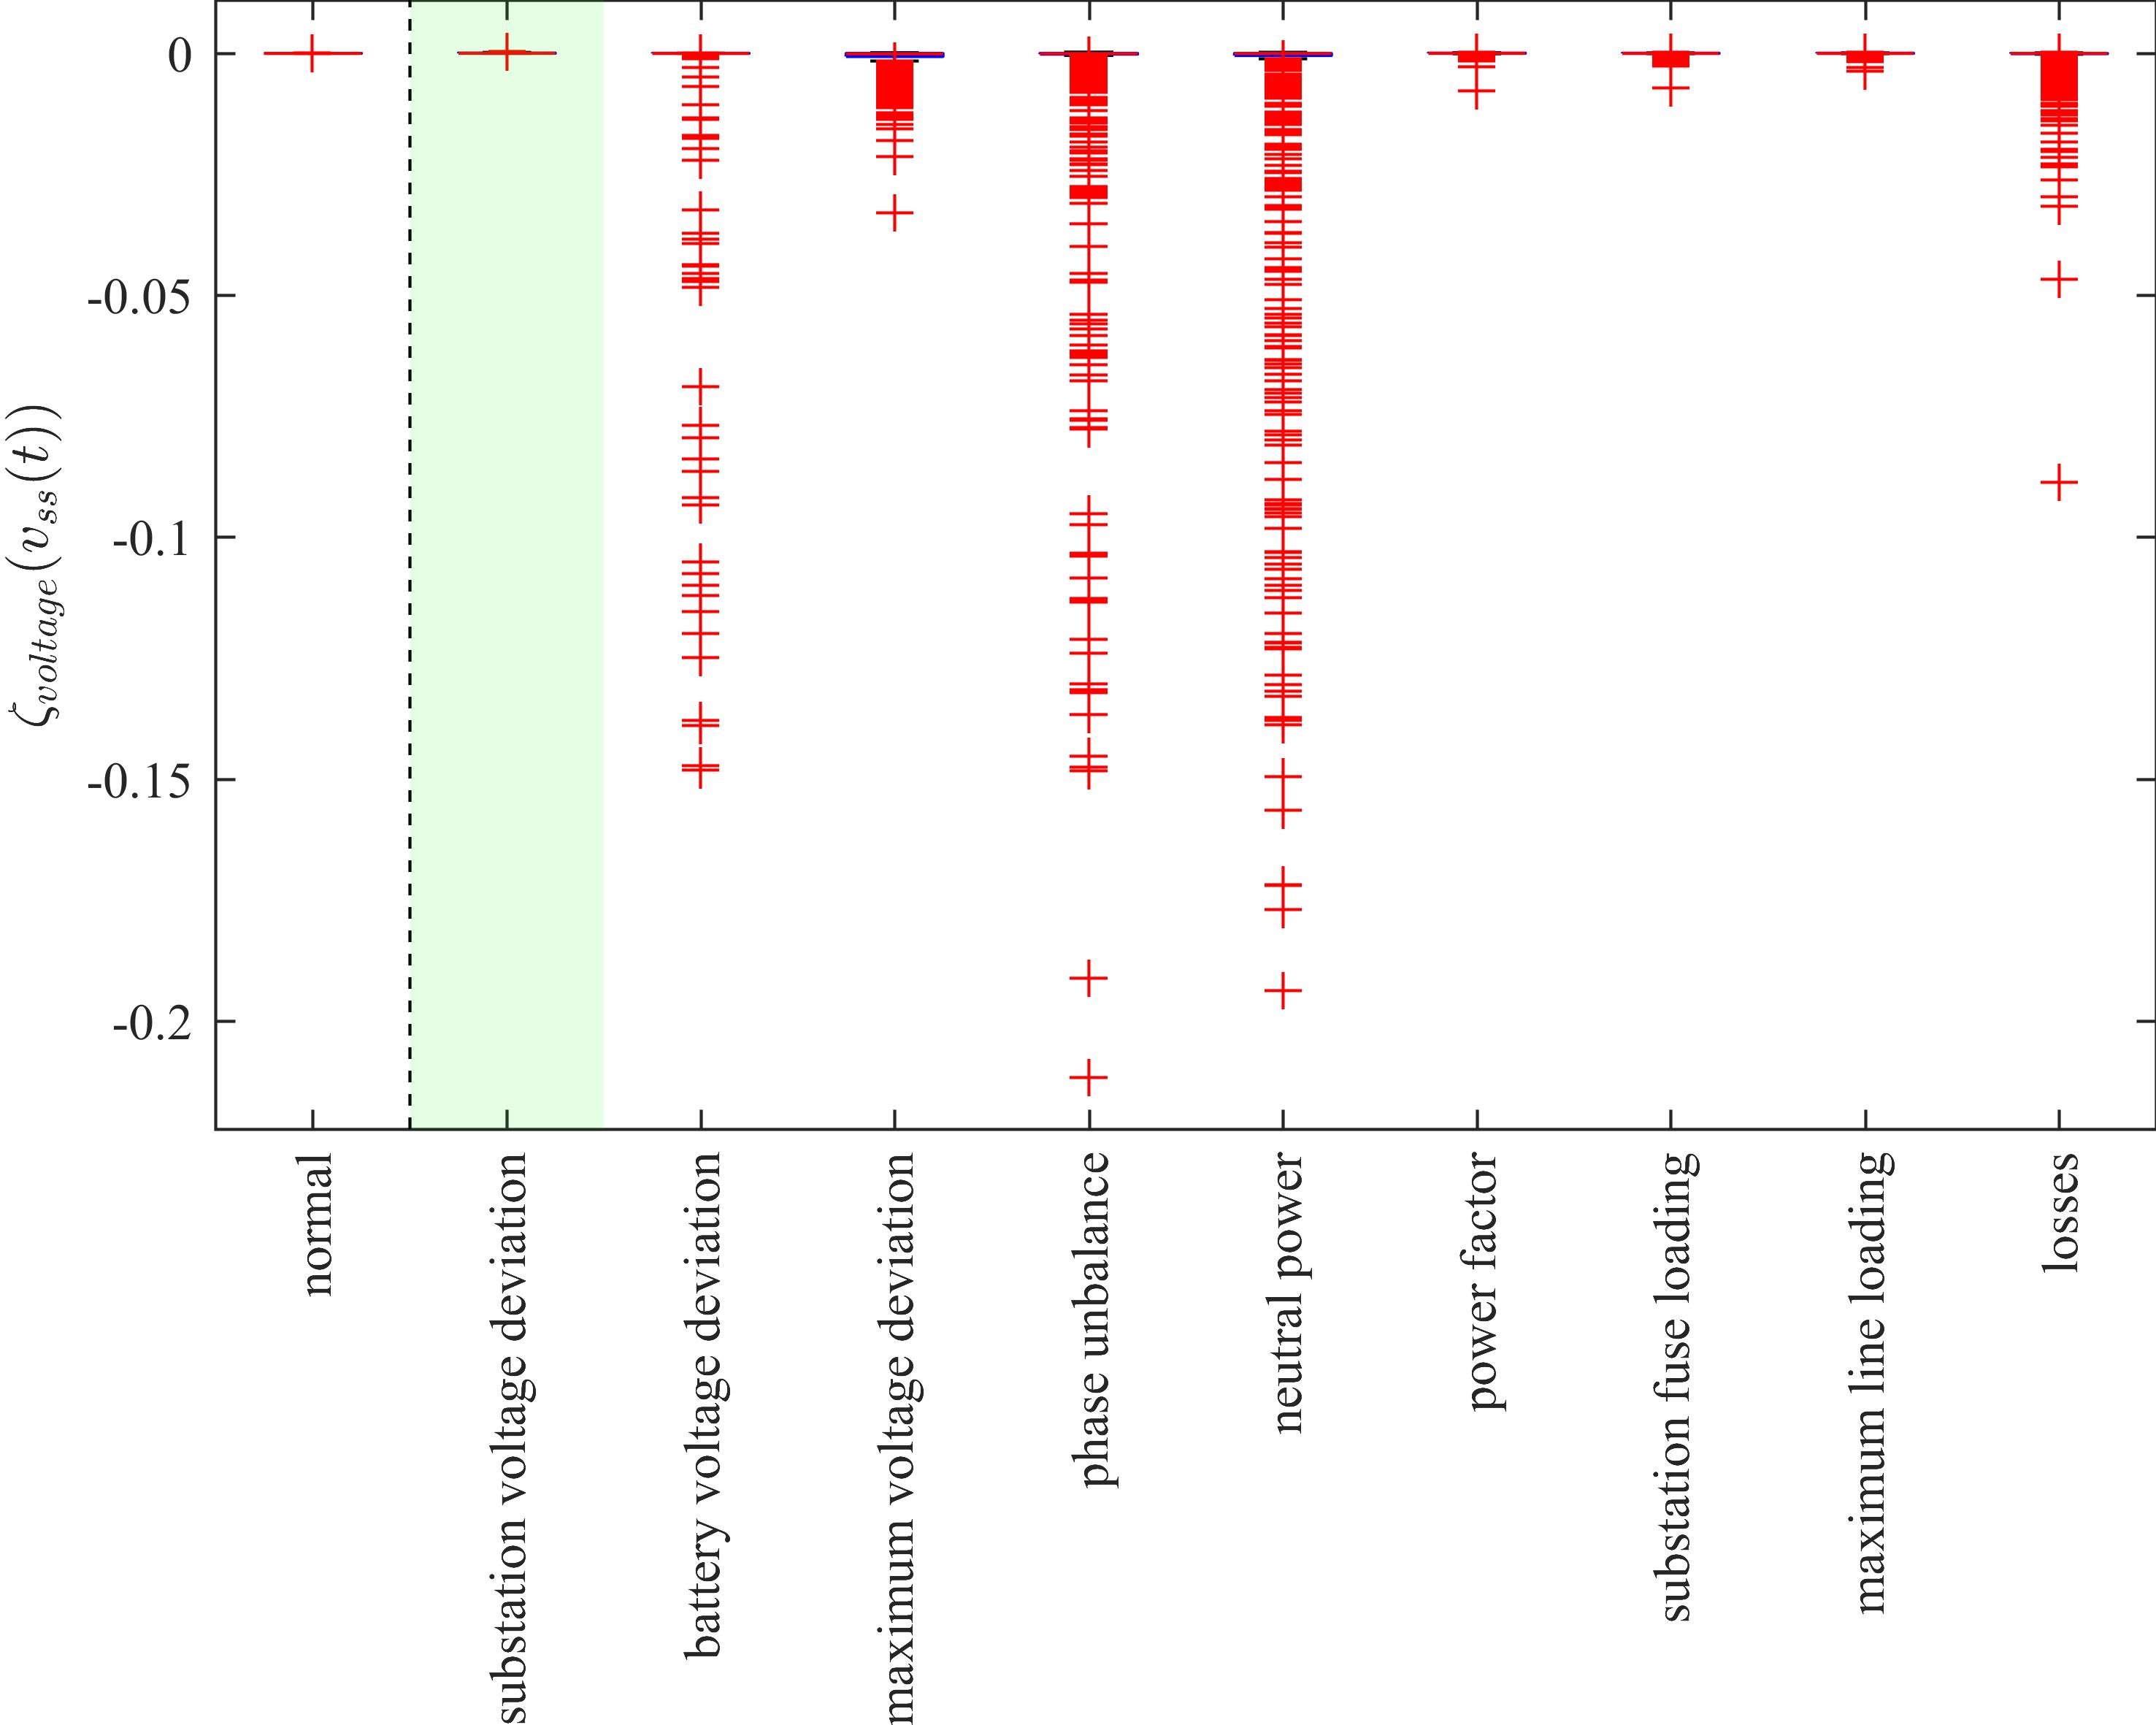 0
-0.05
-0.1
-0.15
-0.2
ζvoltage(vss(t))
normal
substation voltage deviation
battery voltage deviation
maximum voltage deviation
phase unbalance
neutral power
power factor
substation fuse loading
maximum line loading
losses